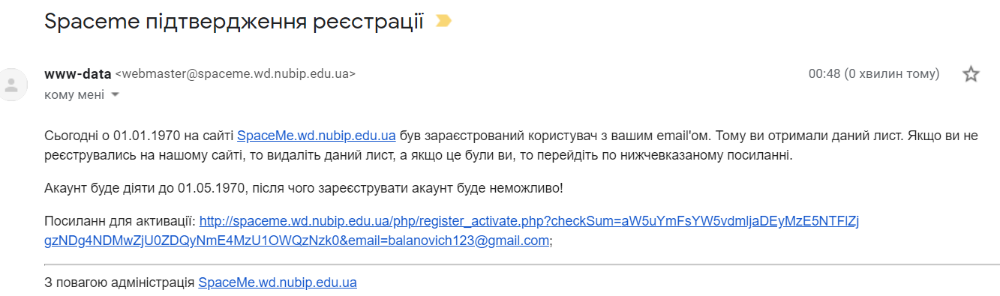 Spaceme підтвердження реєстрації
www-data <webmaster@spaceme.wd.nubip.edu.ua>
00:48 (0 хвилин тому)
кому мені
Сьогодні о 01.01.1970 на сайті SpaceMe.wd.nubip.edu.ua був зараєстрований користувач з вашим email'ом. Тому ви отримали даний лист. Якщо ви не
реєструвались на нашому сайті, то видаліть даний лист, а якщо це були ви, то перейдіть по нижчевказаному посиланні.
Акаунт буде діяти до 01.05.1970, після чого зареєструвати акаунт буде неможливо!
Посиланн для активації: http://spaceme.wd.nubip.edu.ua/php/register_activate.php?checkSum=aW5uYmFsYW5vdmljaDEyMzE5NTFlZj
gzNDg4NDMwZjU0ZDQyNmE4MzU1OWQzNzk0&email=balanovich123@gmail.com;
З повагою адміністрація SpaceMe.wd.nubip.edu.ua